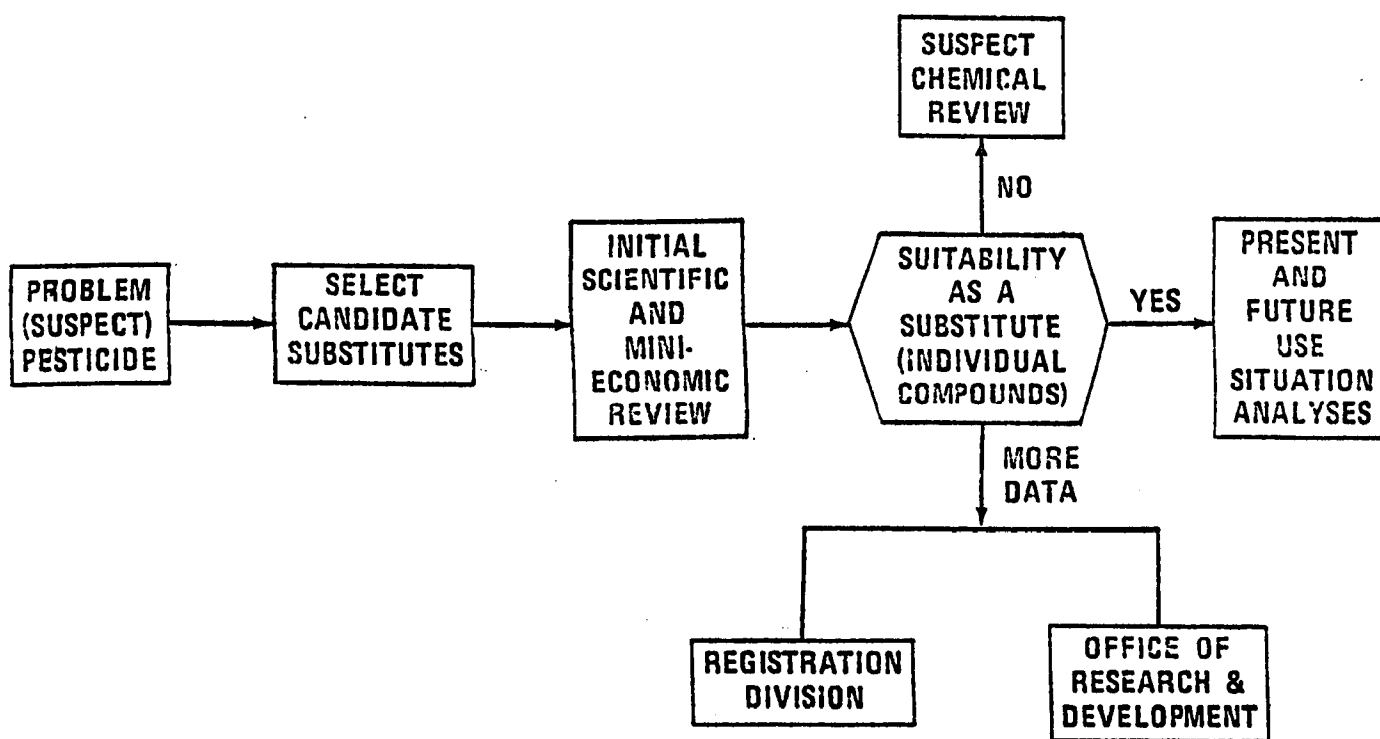 SUSPECT
CHEMICAL
REVIEW
NO
PROBLEM
(SUSPECT)
PESTICIDE
SELECT
CANDIDATE
SUBSTITUTES
INITIAL
SCIENTIFIC
AND
MINI-
ECONOMIC
REVIEW
SUITABILITY
AS A
SUBSTITUTE
(INDIVIDUAL
COMPOUNDS)
YES
PRESENT
AND
FUTURE
USE
SITUATION
ANALYSES
MORE
DATA
REGISTRATION
DIVISION
OFFICE OF
RESEARCH &
DEVELOPMENT